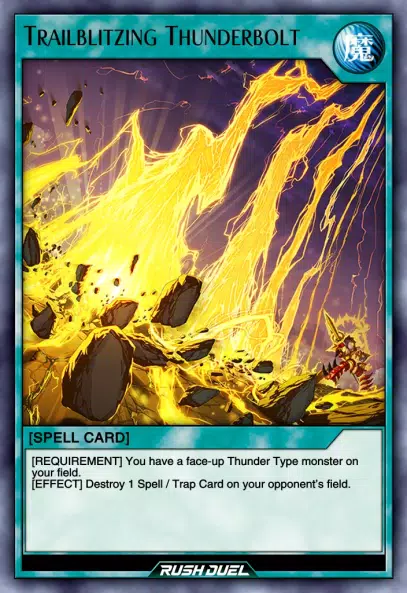 Trailblitzing Thunderbolt
魔
[SPELL CARD]
[REQUIREMENT] You have a face-up Thunder Type monster on
your field.
[EFFECT] Destroy 1 Spell / Trap Card on your opponent's field.
RUSH DUEL